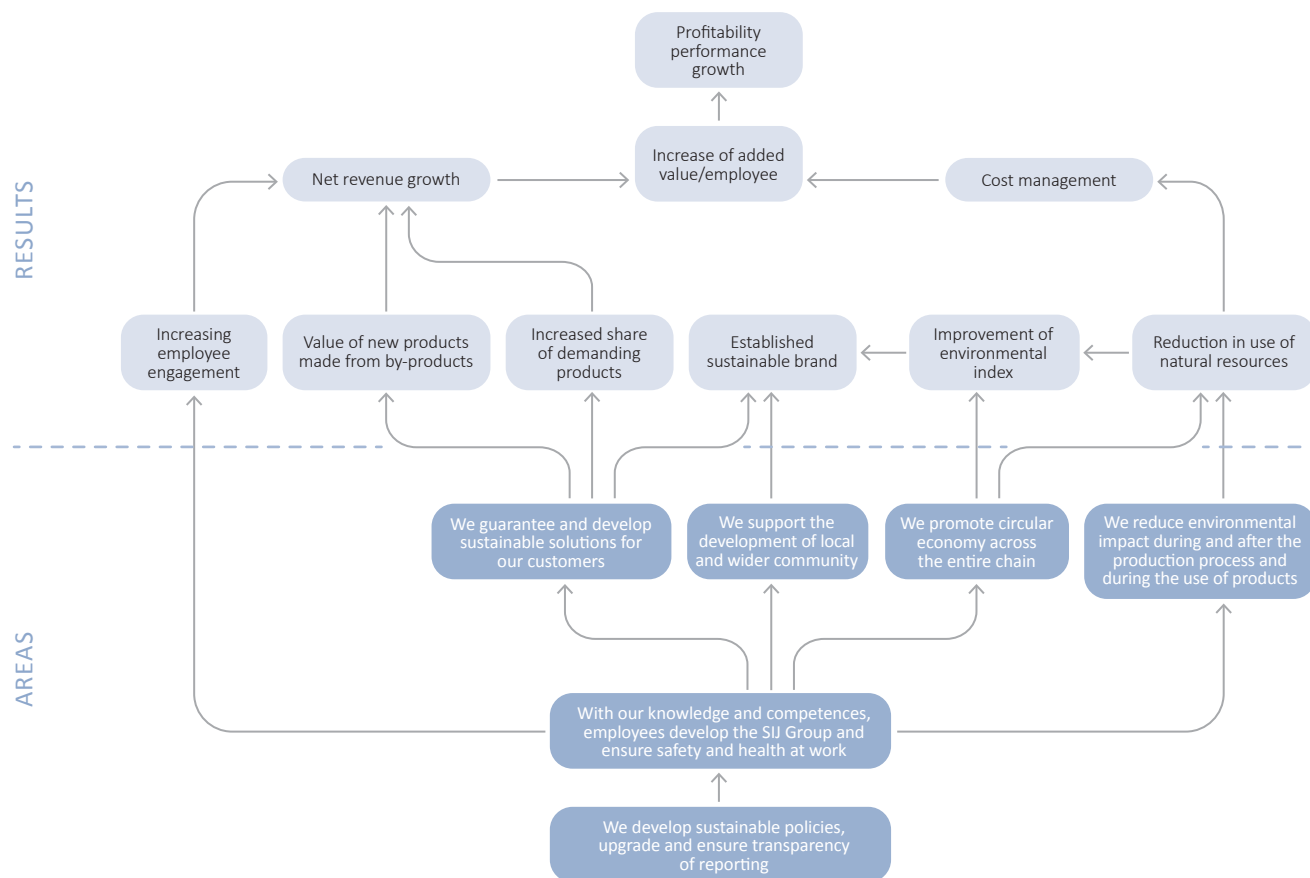 Profitability
performance
growth
RESULTS
Net revenue growth
Increase of added
value/employee
Cost management
Increasing
employee
engagement
Value of new products
made from by-products
Increased share
of demanding
products
Established
sustainable brand
Improvement of
environmental
index
Reduction in use of
natural resources
AREAS
We guarantee and develop
sustainable solutions for
our customers
We support the
development of local
and wider community
We promote circular
economy across
the entire chain
We reduce environmental
impact during and after the
production process and
during the use of products
With our knowledge and competences,
employees develop the SIJ Group and
ensure safety and health at work
We develop sustainable policies,
upgrade and ensure transparency
of reporting